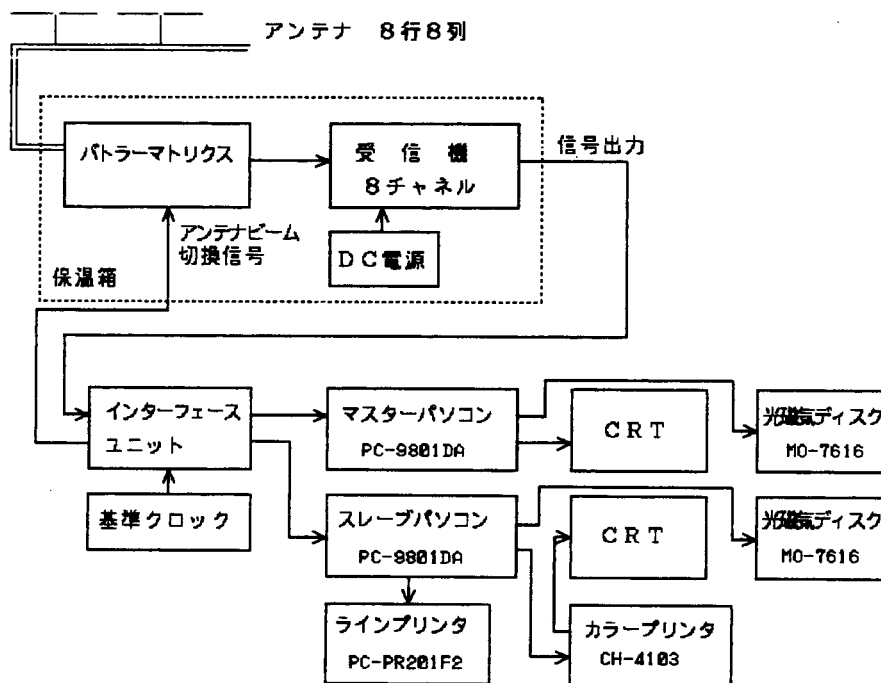 アンテナ 8行8列
バトラーマトリクス
受信機
8チャネル
信号出力
アンテナビーム
切換信号
DC電源
保温箱
インターフェース
ユニット
マスターパソコン
PC-9801DA
CRT
光磁気ディスク
MO-7616
基準クロック
スレーブパソコン
PC-9801DA
CRT
光磁気ディスク
MO-7616
ラインプリンタ
PC-PR201F2
カラープリンタ
CH-4103